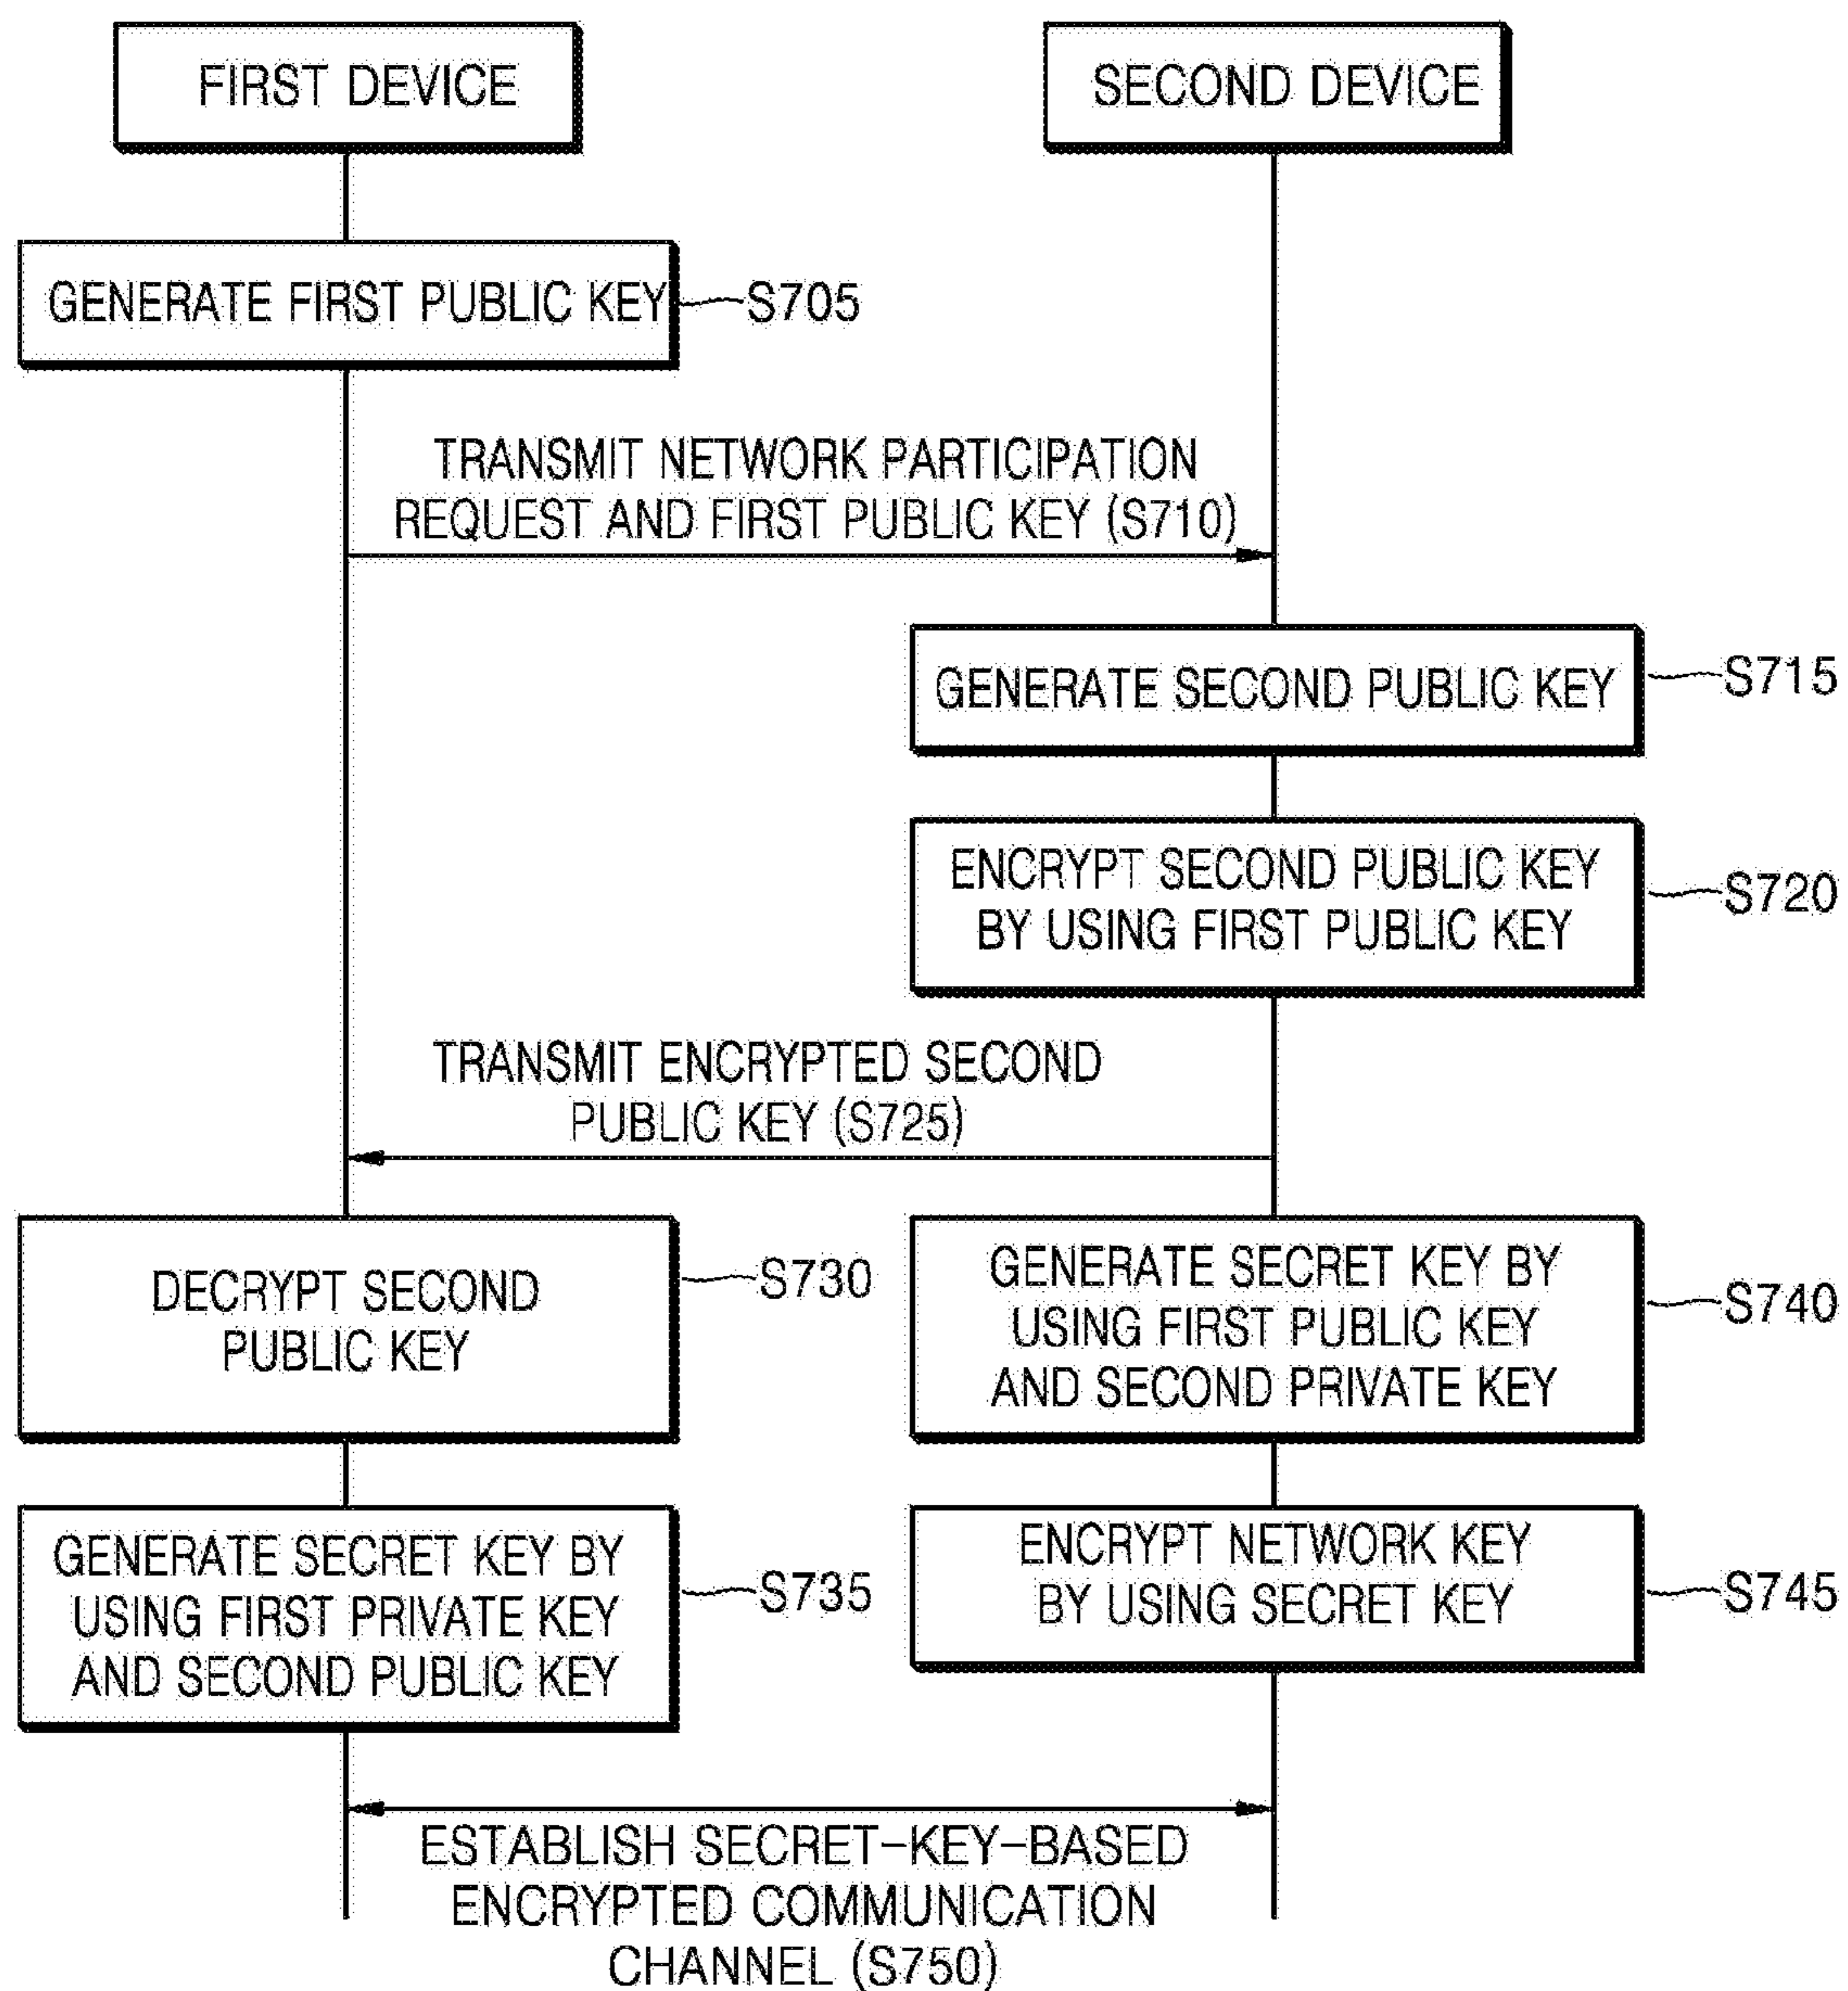 FIRST DEVICE
SECOND DEVICE
GENERATE FIRST PUBLIC KEY
S705
TRANSMIT NETWORK PARTICIPATION
REQUEST AND FIRST PUBLIC KEY (S710)
GENERATE SECOND PUBLIC KEY
S715
ENCRYPT SECOND PUBLIC KEY
BY USING FIRST PUBLIC KEY
S720
TRANSMIT ENCRYPTED SECOND
PUBLIC KEY (S725)
DECRYPT SECOND
PUBLIC KEY
S730
GENERATE SECRET KEY BY
USING FIRST PUBLIC KEY
AND SECOND PRIVATE KEY
S740
GENERATE SECRET KEY BY
USING FIRST PRIVATE KEY
AND SECOND PUBLIC KEY
S735
ENCRYPT NETWORK KEY
BY USING SECRET KEY
S745
ESTABLISH SECRET-KEY-BASED
ENCRYPTED COMMUNICATION
CHANNEL (S750)